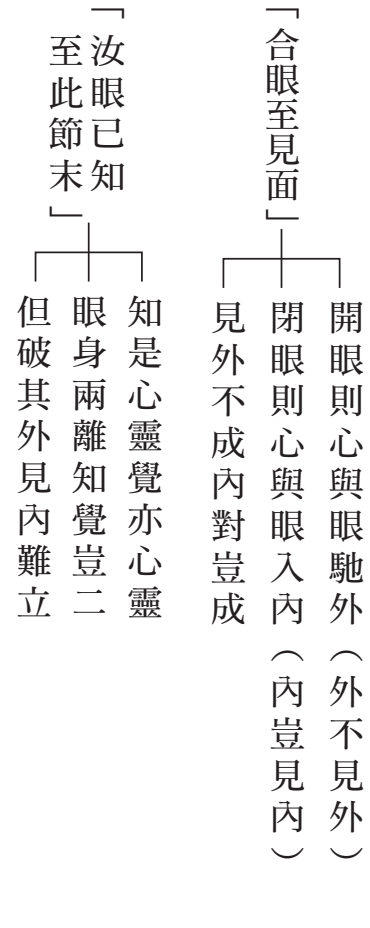 「合眼至見面」
開眼則心與眼馳外（外不見外）
閉眼則心與眼入內（內豈見內）
見外不成內對豈成
「汝眼已知
至此節末」
知是心靈覺亦心靈
眼身兩離知覺豈二
但破其外見內難立